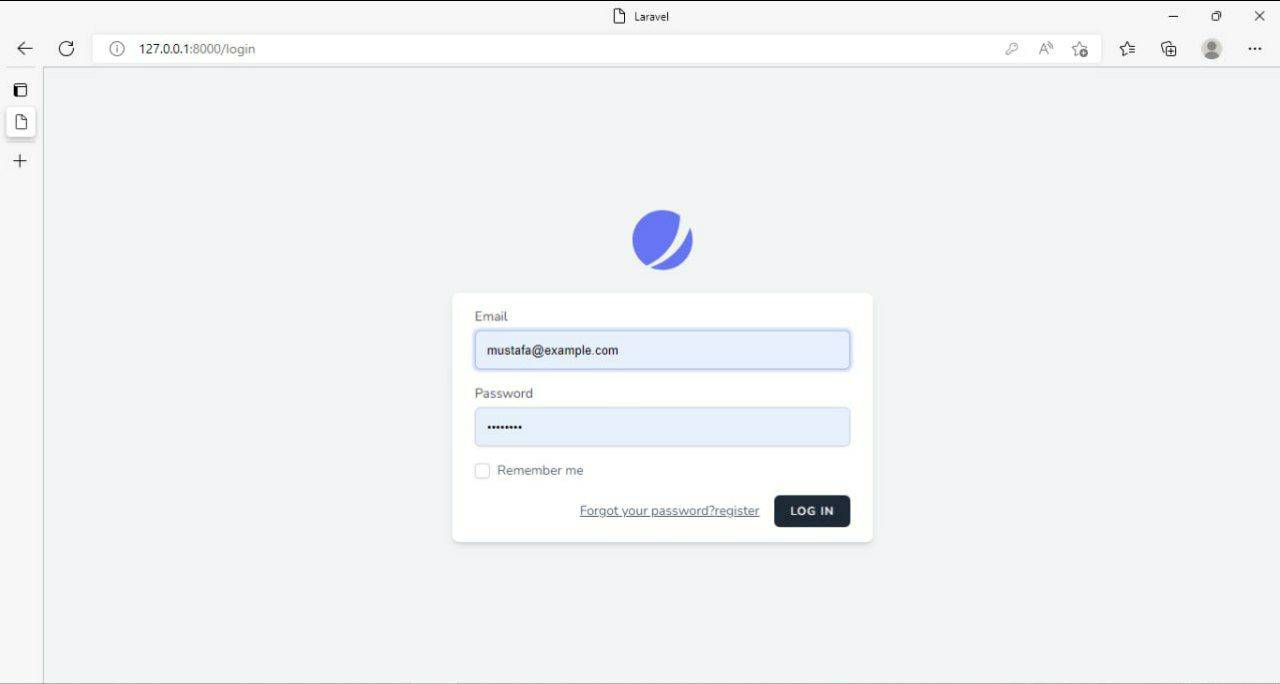 Laravel
127.0.0.1:8000/login
Email
mustafa@example.com
Password
••••••••
Remember me
Forgot your password?register
LOG IN